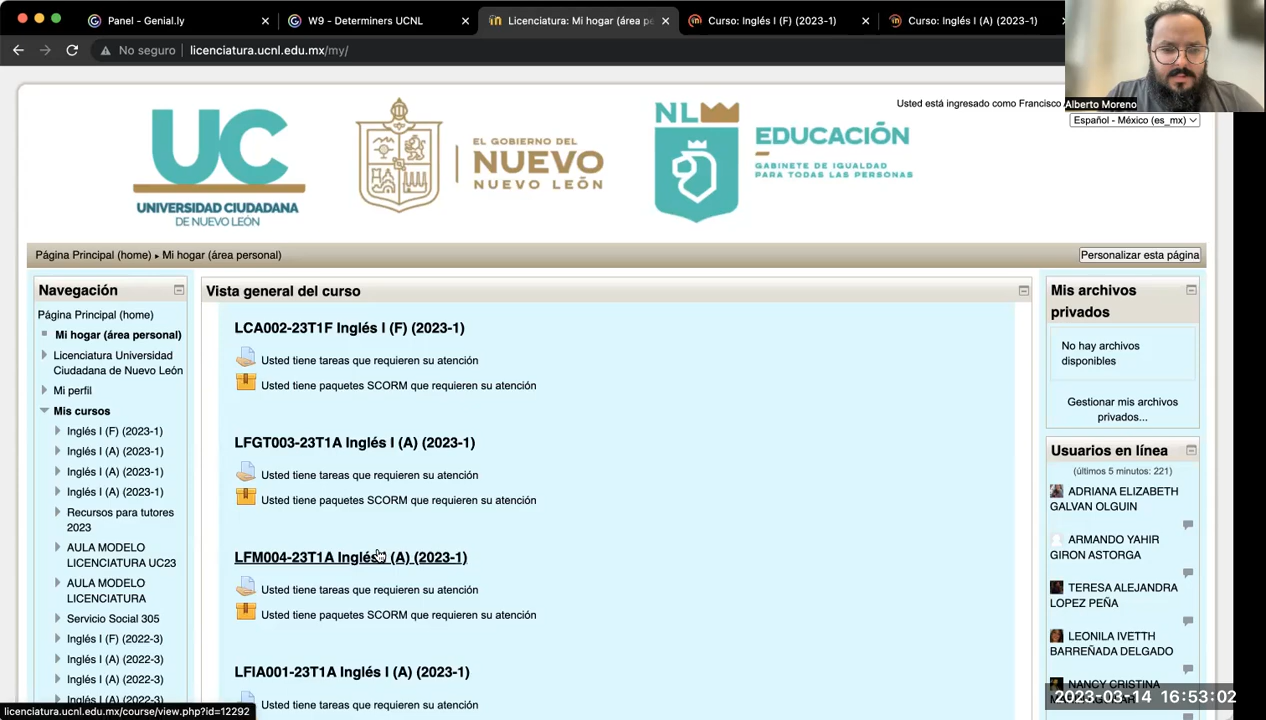 Panel - Genial.ly
W9 - Determiners UCNL
Licenciatura: Mi hogar (área pe
Curso: Inglés I (F) (2023-1)
Curso: Inglés I (A) (2023-1)
No seguro
licenciatura.ucnl.edu.mx/my/
Alberto Moreno
Usted está ingresado como Francisco
Español - México (es_mx)
UC
UNIVERSIDAD CIUDADANA
DE NUEVO LEÓN
EL GOBIERNO DEL
NUEVO
NUEVO LEÓN
NL
EDUCACIÓN
GABINETE DE IGUALDAD
PARA TODAS LAS PERSONAS
Página Principal (home) ▸ Mi hogar (área personal)
Personalizar esta página
Navegación
Página Principal (home)
Mi hogar (área personal)
Licenciatura Universidad
Ciudadana de Nuevo León
Mi perfil
Mis cursos
Inglés I (F) (2023-1)
Inglés I (A) (2023-1)
Inglés I (A) (2023-1)
Inglés I (A) (2023-1)
Recursos para tutores
2023
AULA MODELO
LICENCIATURA UC23
AULA MODELO
LICENCIATURA
Servicio Social 305
Inglés I (F) (2022-3)
Inglés I (A) (2022-3)
Inglés I (A) (2022-3)
Inglés I (A) (2022-3)
Vista general del curso
LCA002-23T1F Inglés I (F) (2023-1)
Usted tiene tareas que requieren su atención
Usted tiene paquetes SCORM que requieren su atención
LFGT003-23T1A Inglés I (A) (2023-1)
Usted tiene tareas que requieren su atención
Usted tiene paquetes SCORM que requieren su atención
LFM004-23T1A Inglés I (A) (2023-1)
Usted tiene tareas que requieren su atención
Usted tiene paquetes SCORM que requieren su atención
LFIA001-23T1A Inglés I (A) (2023-1)
Usted tiene tareas que requieren su atención
Mis archivos
privados
No hay archivos
disponibles
Gestionar mis archivos
privados...
Usuarios en línea
(últimos 5 minutos: 221)
ADRIANA ELIZABETH
GALVAN OLGUIN
ARMANDO YAHIR
GIRON ASTORGA
TERESA ALEJANDRA
LOPEZ PEÑA
LEONILA IVETTH
BARREÑADA DELGADO
NANCY CRISTINA
2023-03-14 16:53:02
licenciatura.ucnl.edu.mx/course/view.php?id=12292